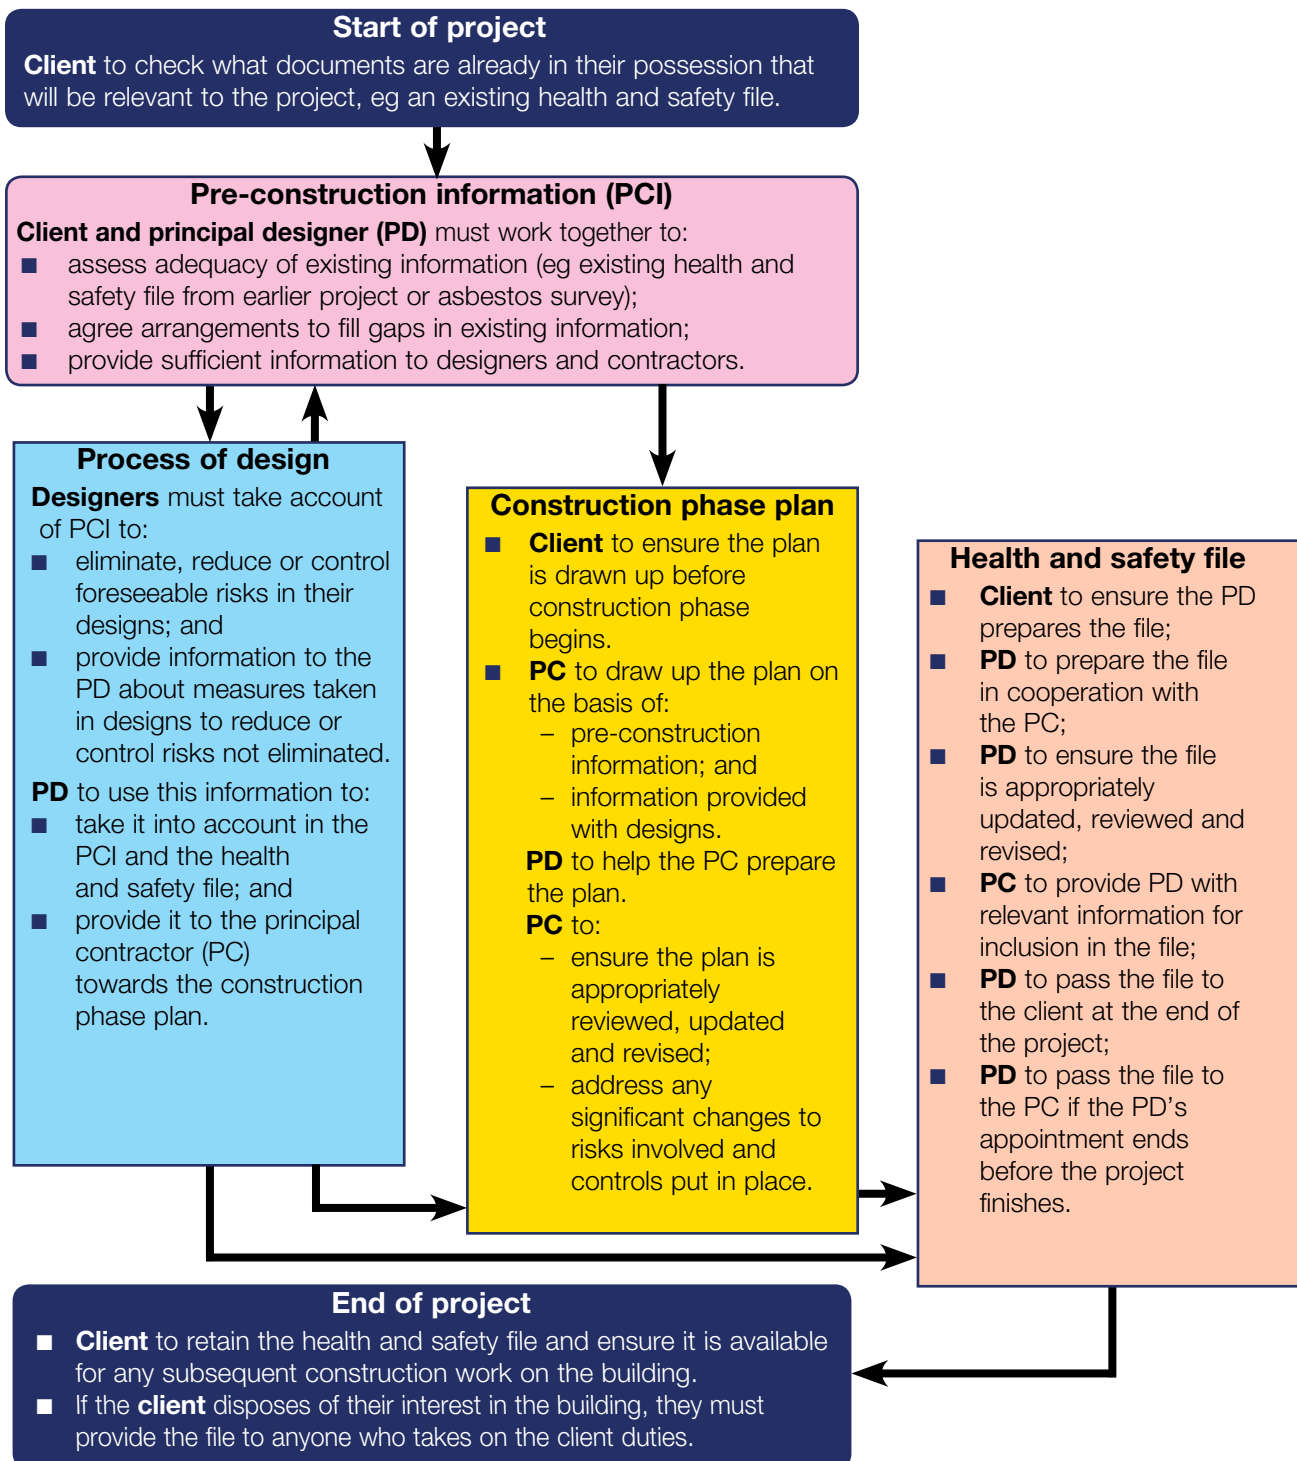 Start of project
Client to check what documents are already in their possession that
will be relevant to the project, eg an existing health and safety file.
Pre-construction information (PCI)
Client and principal designer (PD) must work together to:
■ assess adequacy of existing information (eg existing health and
safety file from earlier project or asbestos survey);
■ agree arrangements to fill gaps in existing information;
■ provide sufficient information to designers and contractors.
Process of design
Designers must take account
of PCI to:
■ eliminate, reduce or control
foreseeable risks in their
designs; and
■ provide information to the
PD about measures taken
in designs to reduce or
control risks not eliminated.
PD to use this information to:
■ take it into account in the
PCI and the health
and safety file; and
■ provide it to the principal
contractor (PC)
towards the construction
phase plan.
Construction phase plan
■ Client to ensure the plan
is drawn up before
construction phase
begins.
■ PC to draw up the plan on
the basis of:
– pre-construction
information; and
– information provided
with designs.
PD to help the PC prepare
the plan.
PC to:
– ensure the plan is
appropriately
reviewed, updated
and revised;
– address any
significant changes to
risks involved and
controls put in place.
Health and safety file
■ Client to ensure the PD
prepares the file;
■ PD to prepare the file
in cooperation with
the PC;
■ PD to ensure the file
is appropriately
updated, reviewed and
revised;
■ PC to provide PD with
relevant information for
inclusion in the file;
■ PD to pass the file to
the client at the end of
the project;
■ PD to pass the file to
the PC if the PD’s
appointment ends
before the project
finishes.
End of project
■ Client to retain the health and safety file and ensure it is available
for any subsequent construction work on the building.
■ If the client disposes of their interest in the building, they must
provide the file to anyone who takes on the client duties.